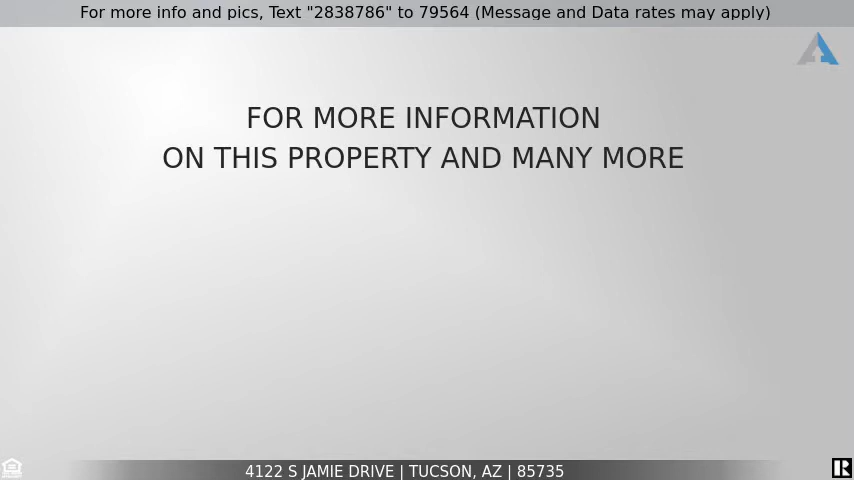 For more info and pics, Text "2838786" to 79564 (Message and Data rates may apply)
FOR MORE INFORMATION
ON THIS PROPERTY AND MANY MORE
4122 S JAMIE DRIVE | TUCSON, AZ | 85735